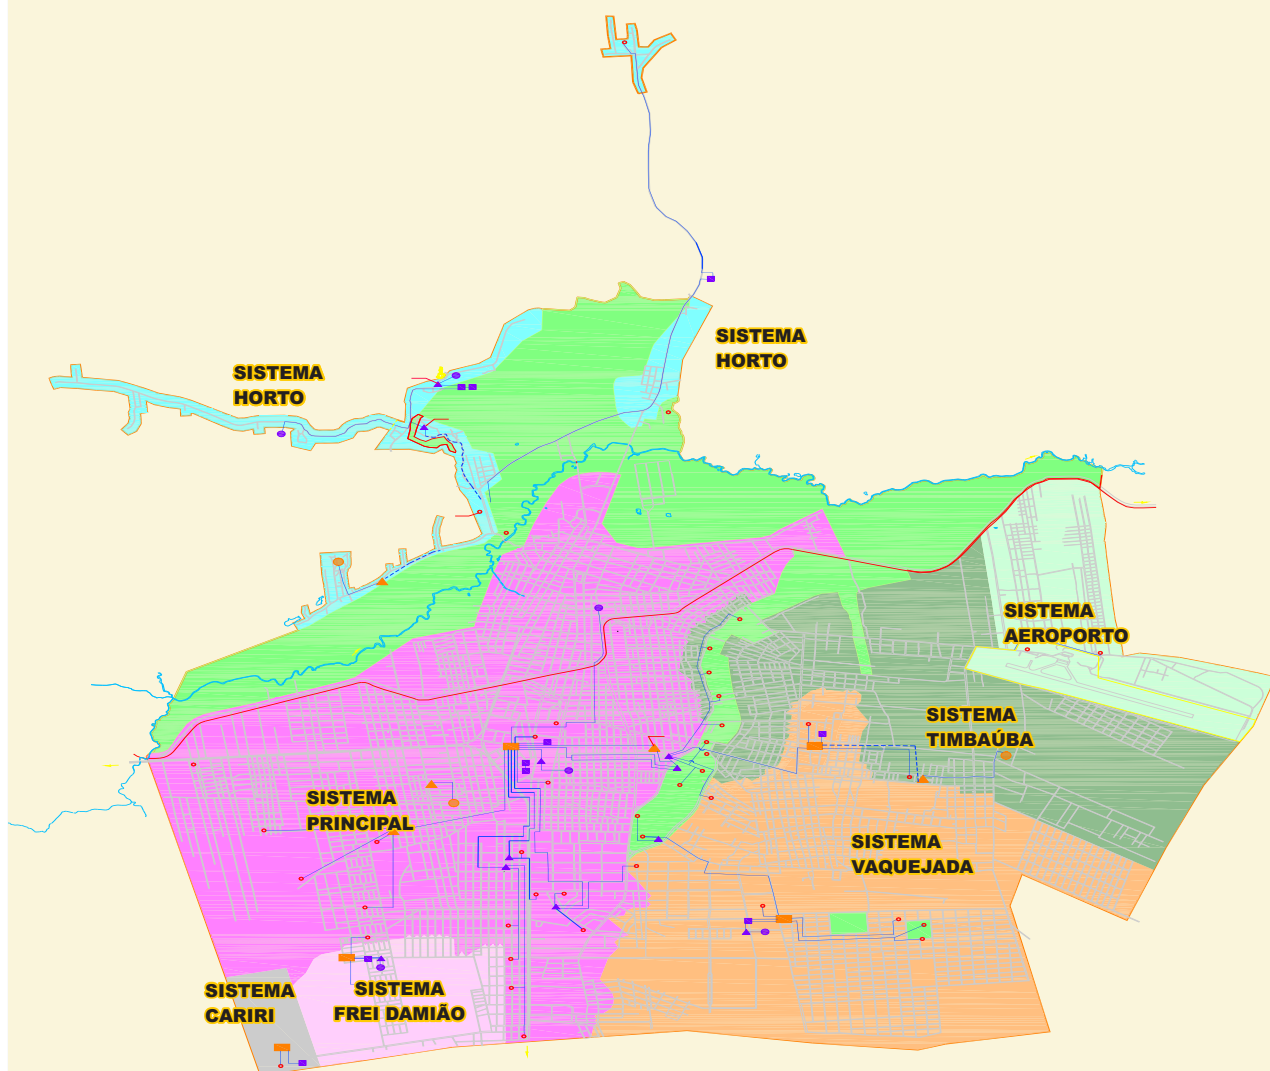 SISTEMA
HORTO
SISTEMA
HORTO
SISTEMA
AEROPORTO
SISTEMA
TIMBAÚBA
SISTEMA
PRINCIPAL
SISTEMA
VAQUEJADA
SISTEMA
CARIRI
SISTEMA
FREI DAMIÃO